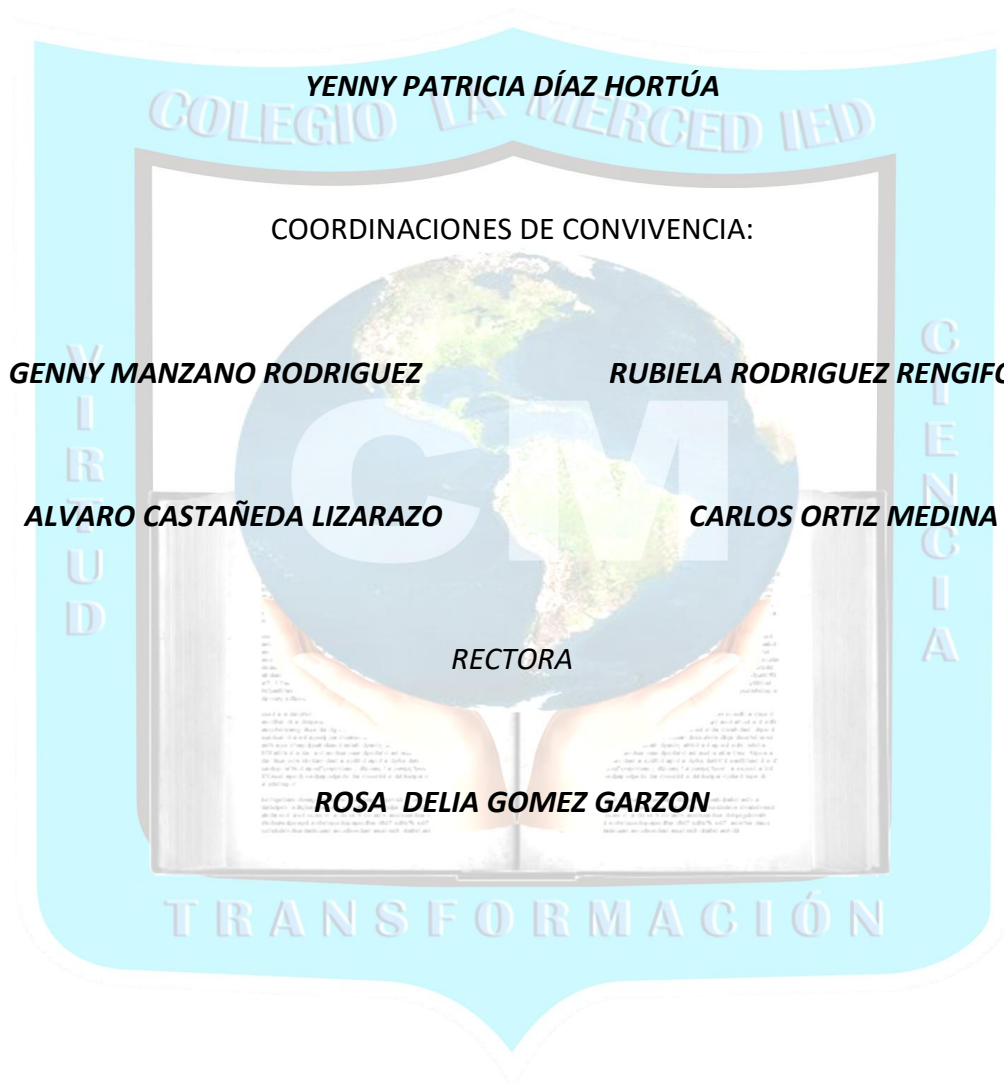 YENNY PATRICIA DÍAZ HORTÚA
COLEGIO LA MERCED IED
COORDINACIONES DE CONVIVENCIA:
GENNY MANZANO RODRIGUEZ RUBIELA RODRIGUEZ RENGIFO
VIRTUD
CIENCIA
CM
ALVARO CASTAÑEDA LIZARAZO CARLOS ORTIZ MEDINA
RECTORA
ROSA DELIA GOMEZ GARZON
TRANSFORMACIÓN